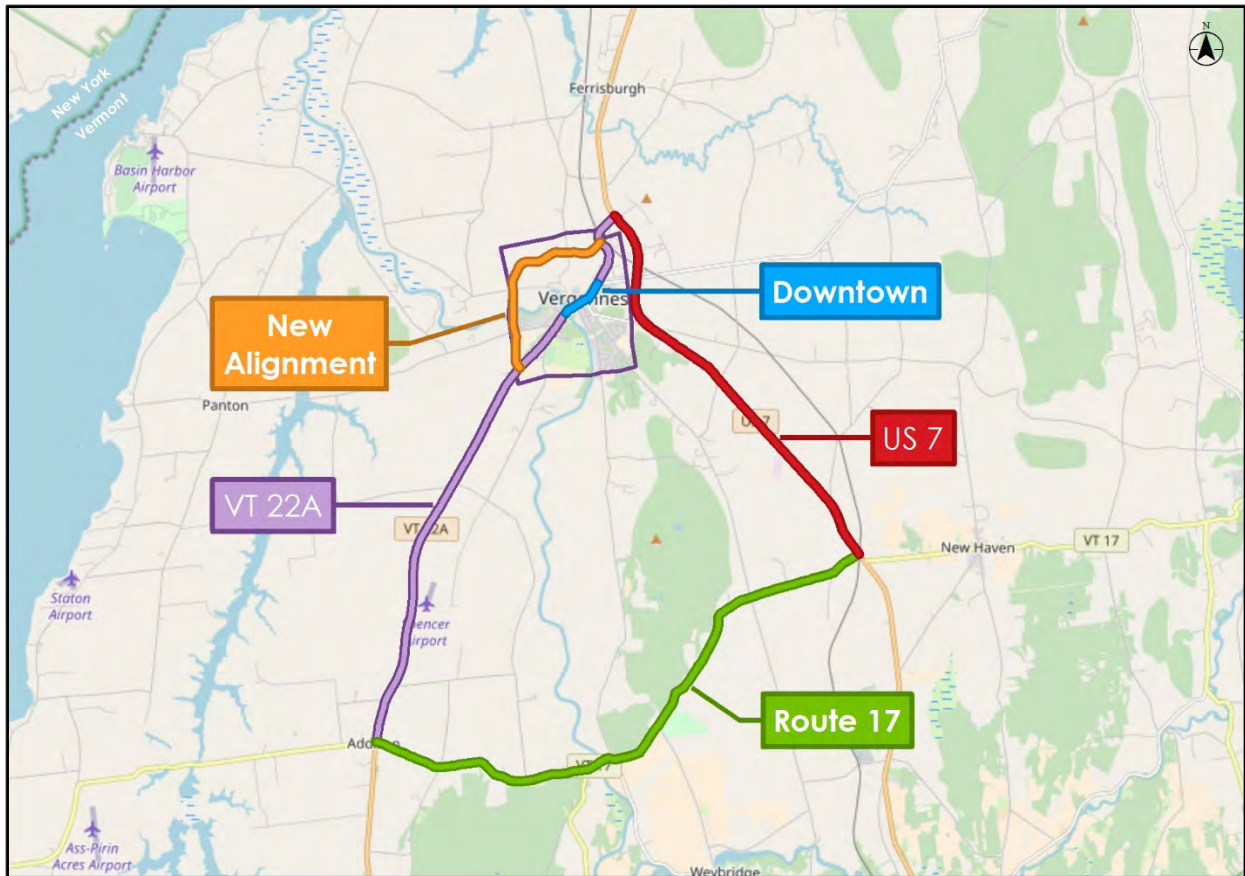 N
New York
Vermont
Ferrisburgh
Basin Harbor
Airport
Downtown
New
Alignment
Panton
US 7
VT 22A
New Haven
VT 17
Staton
Airport
Airport
Route 17
Ass-Pirin
Acres Airport
Weybridge